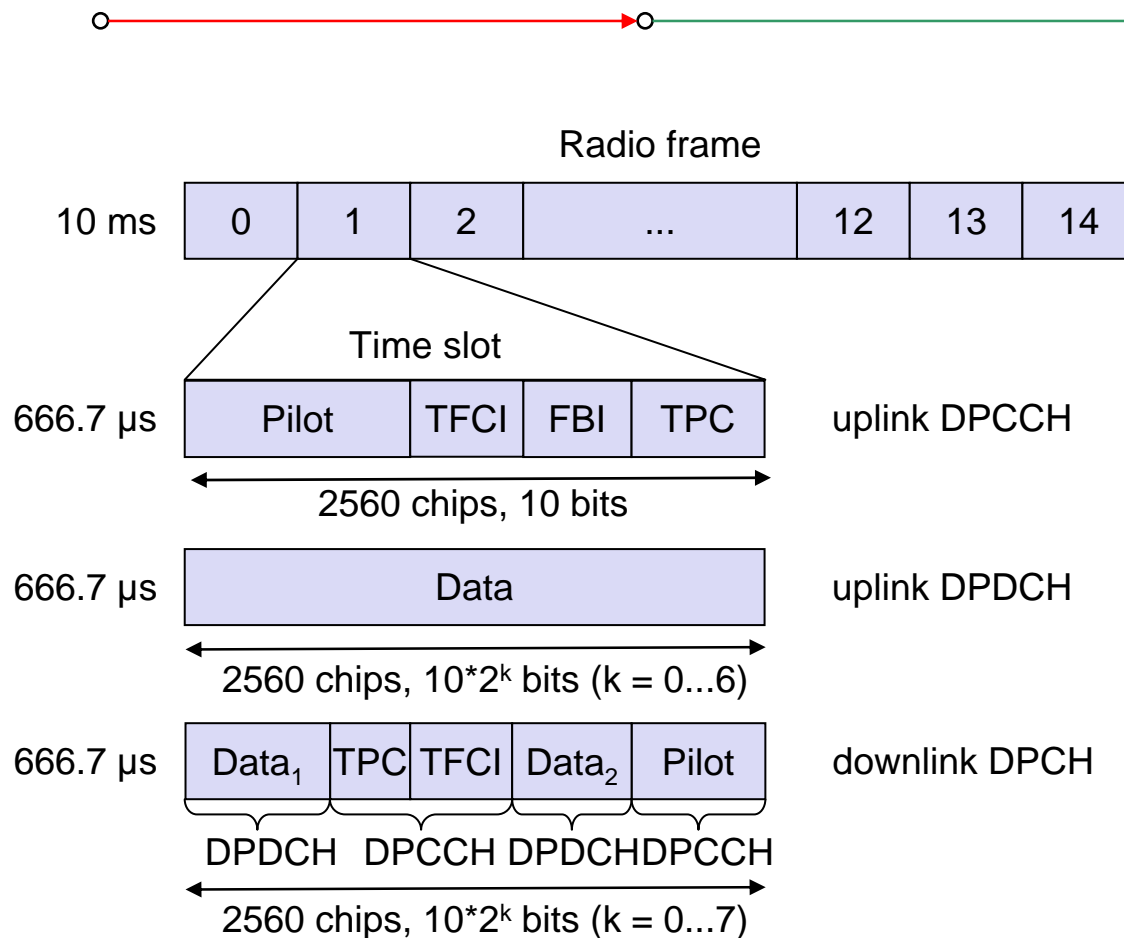 Radio frame
10 ms 0 1 2 ... 12 13 14
Time slot
666.7 µs Pilot TFCI FBI TPC uplink DPCCH
2560 chips, 10 bits
666.7 µs Data uplink DPDCH
2560 chips, 10*2ᵏ bits (k = 0...6)
666.7 µs Data₁ TPC TFCI Data₂ Pilot downlink DPCH
DPDCH DPCCH DPDCH DPCCH
2560 chips, 10*2ᵏ bits (k = 0...7)